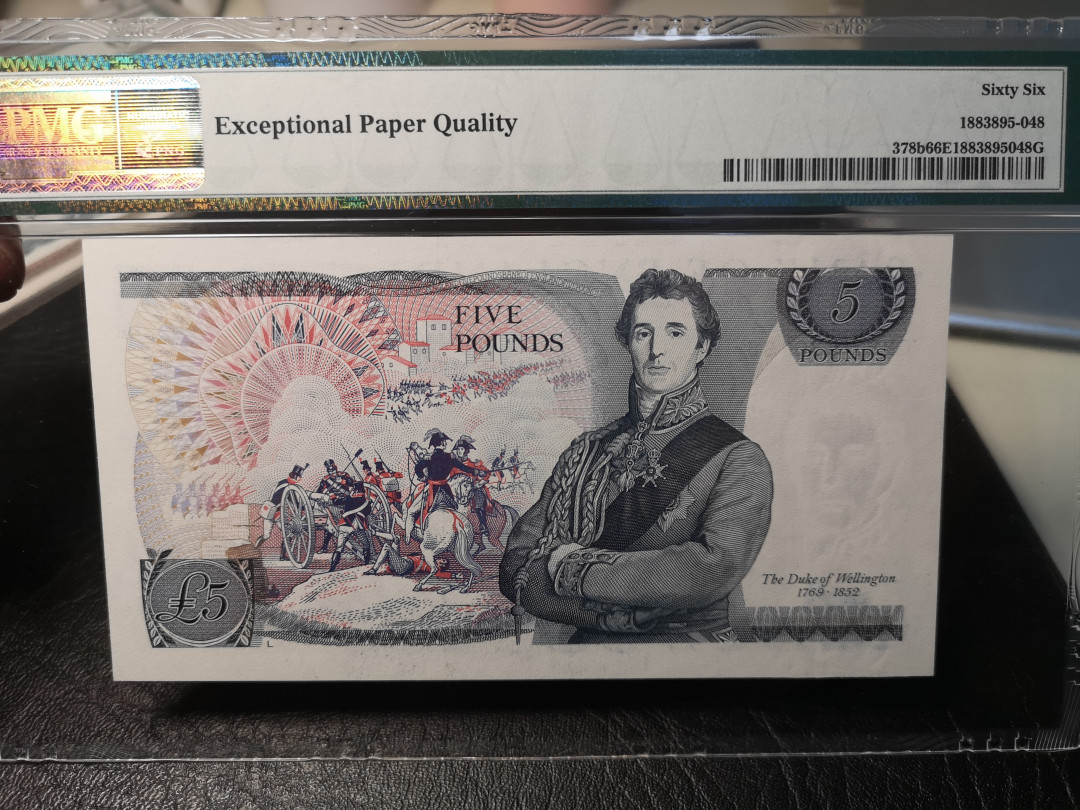 Sixty Six
PMG
Exceptional Paper Quality
1883895-048
378b66E1883895048G
FIVE
POUNDS
5
POUNDS
The Duke of Wellington
1769 · 1852
£5
L